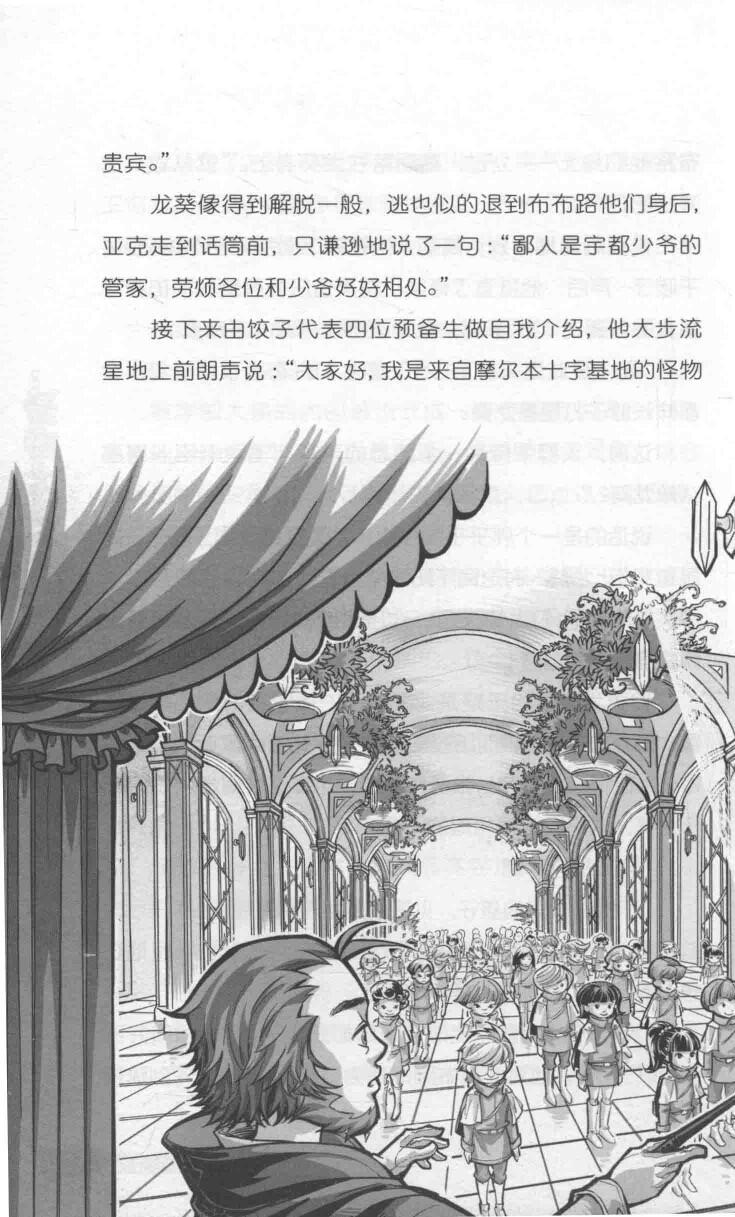 贵宾。”
龙葵像得到解脱一般，逃也似的退到布布路他们身后，
亚克走到话筒前，只谦逊地说了一句：“鄙人是宇都少爷的
管家，劳烦各位和少爷好好相处。”
接下来由饺子代表四位预备生做自我介绍，他大步流
星地上前朗声说：“大家好，我是来自摩尔本十字基地的怪物